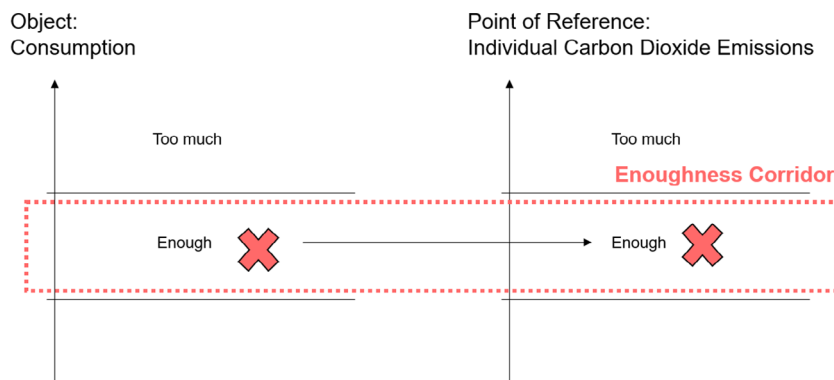 Object:
Consumption
Point of Reference:
Individual Carbon Dioxide Emissions
Too much
Too much
Enoughness Corridor
Enough
Enough